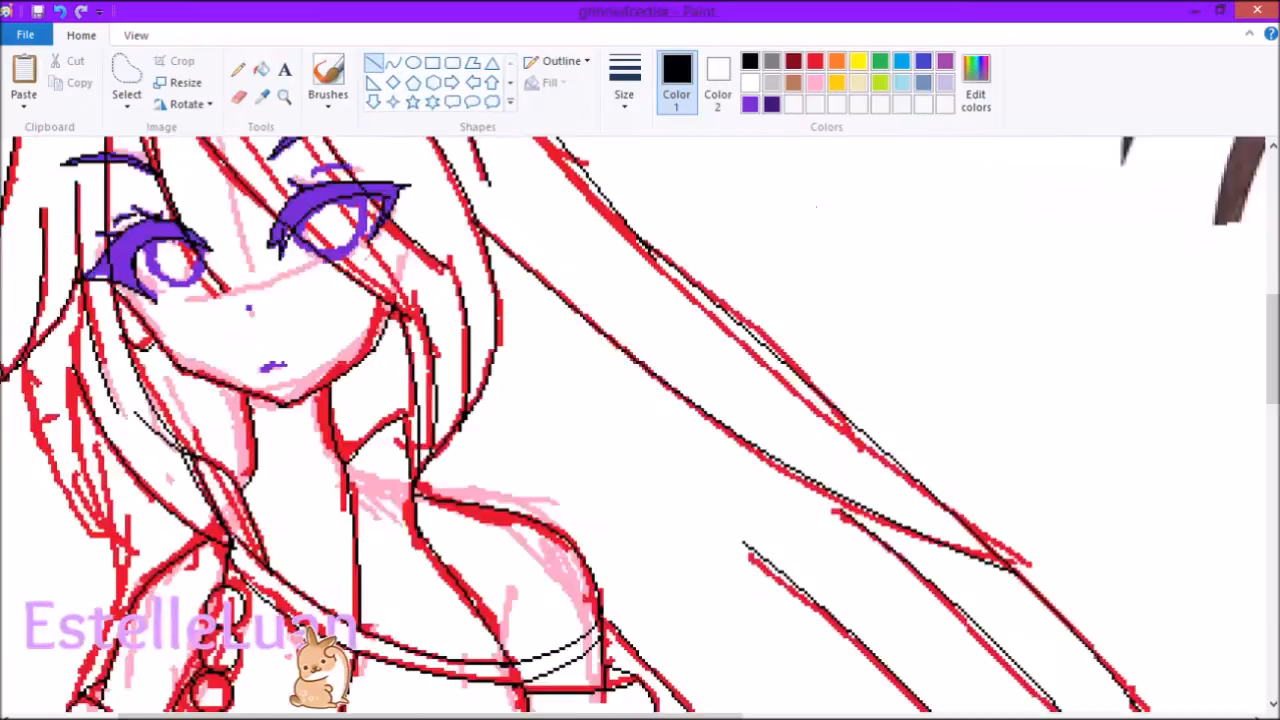 File
Home
View
Paste
Cut
Copy
Clipboard
Select
Crop
Resize
Rotate
Image
A
Tools
Brushes
Outline
Fill
Shapes
Size
Color 1
Color 2
Edit colors
Colors
EstelleLuan